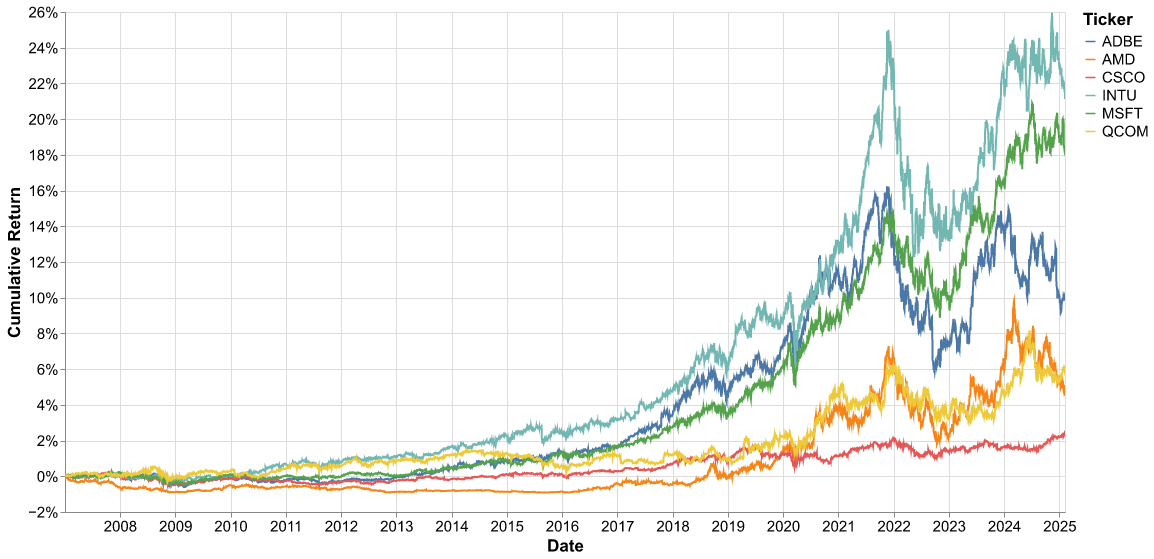 26%
24%
22%
20%
18%
16%
14%
12%
10%
8%
6%
4%
2%
0%
−2%
Cumulative Return
2008 2009 2010 2011 2012 2013 2014 2015 2016 2017 2018 2019 2020 2021 2022 2023 2024 2025
Date
Ticker
ADBE
AMD
CSCO
INTU
MSFT
QCOM